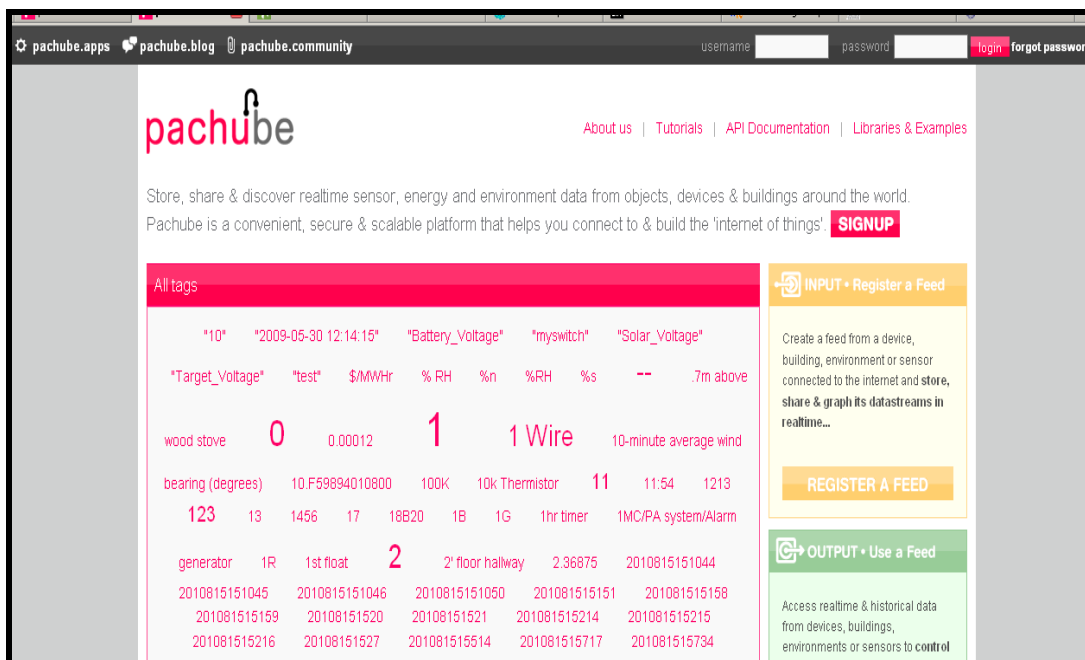 pachube.apps pachube.blog pachube.community username password login forgot passwor
pachube
About us | Tutorials | API Documentation | Libraries & Examples
Store, share & discover realtime sensor, energy and environment data from objects, devices & buildings around the world.
Pachube is a convenient, secure & scalable platform that helps you connect to & build the 'internet of things'. SIGNUP
All tags
"10" "2009-05-30 12:14:15" "Battery_Voltage" "myswitch" "Solar_Voltage"
"Target_Voltage" "test" $/MWHr % RH %n %RH %s -- .7m above
wood stove 0 0.00012 1 1 Wire 10-minute average wind
bearing (degrees) 10.F59894010800 100K 10k Thermistor 11 11:54 1213
123 13 1456 17 18B20 1B 1G 1hr timer 1MC/PA system/Alarm
generator 1R 1st float 2 2' floor hallway 2.36875 2010815151044
2010815151045 2010815151046 2010815151050 201081515151 201081515158
201081515159 20108151520 20108151521 201081515214 201081515215
201081515216 20108151527 201081515514 201081515717 201081515734
INPUT • Register a Feed
Create a feed from a device,
building, environment or sensor
connected to the internet and store,
share & graph its datastreams in
realtime...
REGISTER A FEED
OUTPUT • Use a Feed
Access realtime & historical data
from devices, buildings,
environments or sensors to control